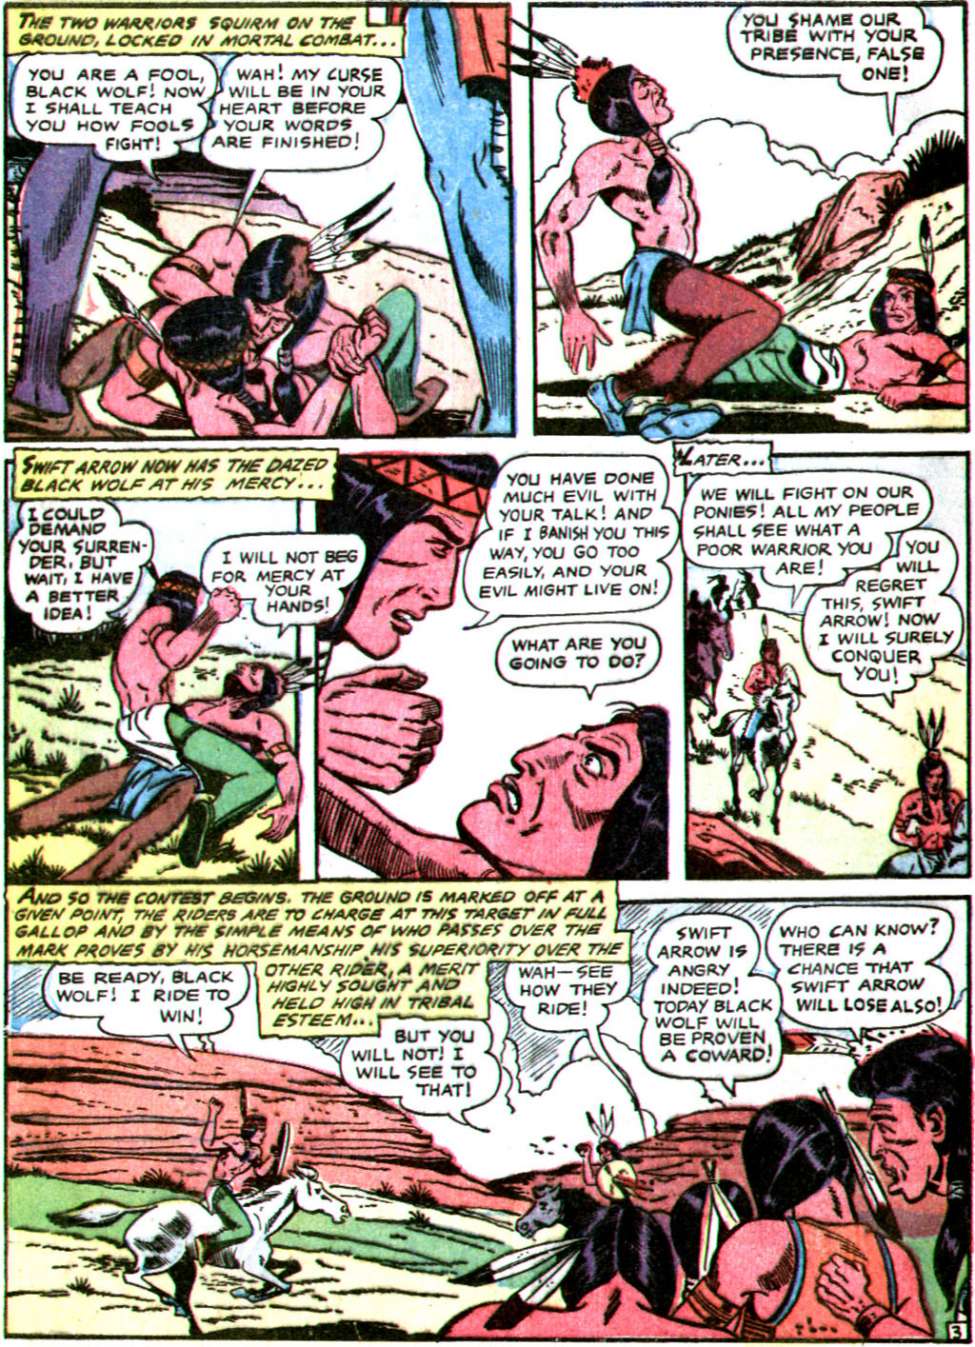 THE TWO WARRIORS SQUIRM ON THE
GROUND, LOCKED IN MORTAL COMBAT...
YOU ARE A FOOL,
BLACK WOLF! NOW
I SHALL TEACH
YOU HOW FOOLS
FIGHT!
WAH! MY CURSE
WILL BE IN YOUR
HEART BEFORE
YOUR WORDS
ARE FINISHED!
YOU SHAME OUR
TRIBE WITH YOUR
PRESENCE, FALSE
ONE!
SWIFT ARROW NOW HAS THE DAZED
BLACK WOLF AT HIS MERCY...
I COULD
DEMAND
YOUR SURREN-
DER, BUT
WAIT, I HAVE
A BETTER
IDEA!
I WILL NOT BEG
FOR MERCY AT
YOUR
HANDS!
YOU HAVE DONE
MUCH EVIL WITH
YOUR TALK! AND
IF I BANISH YOU THIS
WAY, YOU GO TOO
EASILY, AND YOUR
EVIL MIGHT LIVE ON!
WHAT ARE YOU
GOING TO DO?
LATER...
WE WILL FIGHT ON OUR
PONIES! ALL MY PEOPLE
SHALL SEE WHAT A
POOR WARRIOR YOU
ARE!
YOU
WILL
REGRET
THIS, SWIFT
ARROW! NOW
I WILL SURELY
CONQUER
YOU!
AND SO THE CONTEST BEGINS. THE GROUND IS MARKED OFF AT A
GIVEN POINT, THE RIDERS ARE TO CHARGE AT THIS TARGET IN FULL
GALLOP AND BY THE SIMPLE MEANS OF WHO PASSES OVER THE
MARK PROVES BY HIS HORSEMANSHIP, HIS SUPERIORITY OVER THE
OTHER RIDER, A MERIT
HIGHLY SOUGHT AND
HELD HIGH IN TRIBAL
ESTEEM...
BE READY, BLACK
WOLF! I RIDE TO
WIN!
BUT YOU
WILL NOT! I
WILL SEE TO
THAT!
WAH—SEE
HOW THEY
RIDE!
SWIFT
ARROW IS
ANGRY
INDEED!
TODAY BLACK
WOLF WILL
BE PROVEN
A COWARD!
WHO CAN KNOW?
THERE IS A
CHANCE THAT
SWIFT ARROW
WILL LOSE ALSO!
3